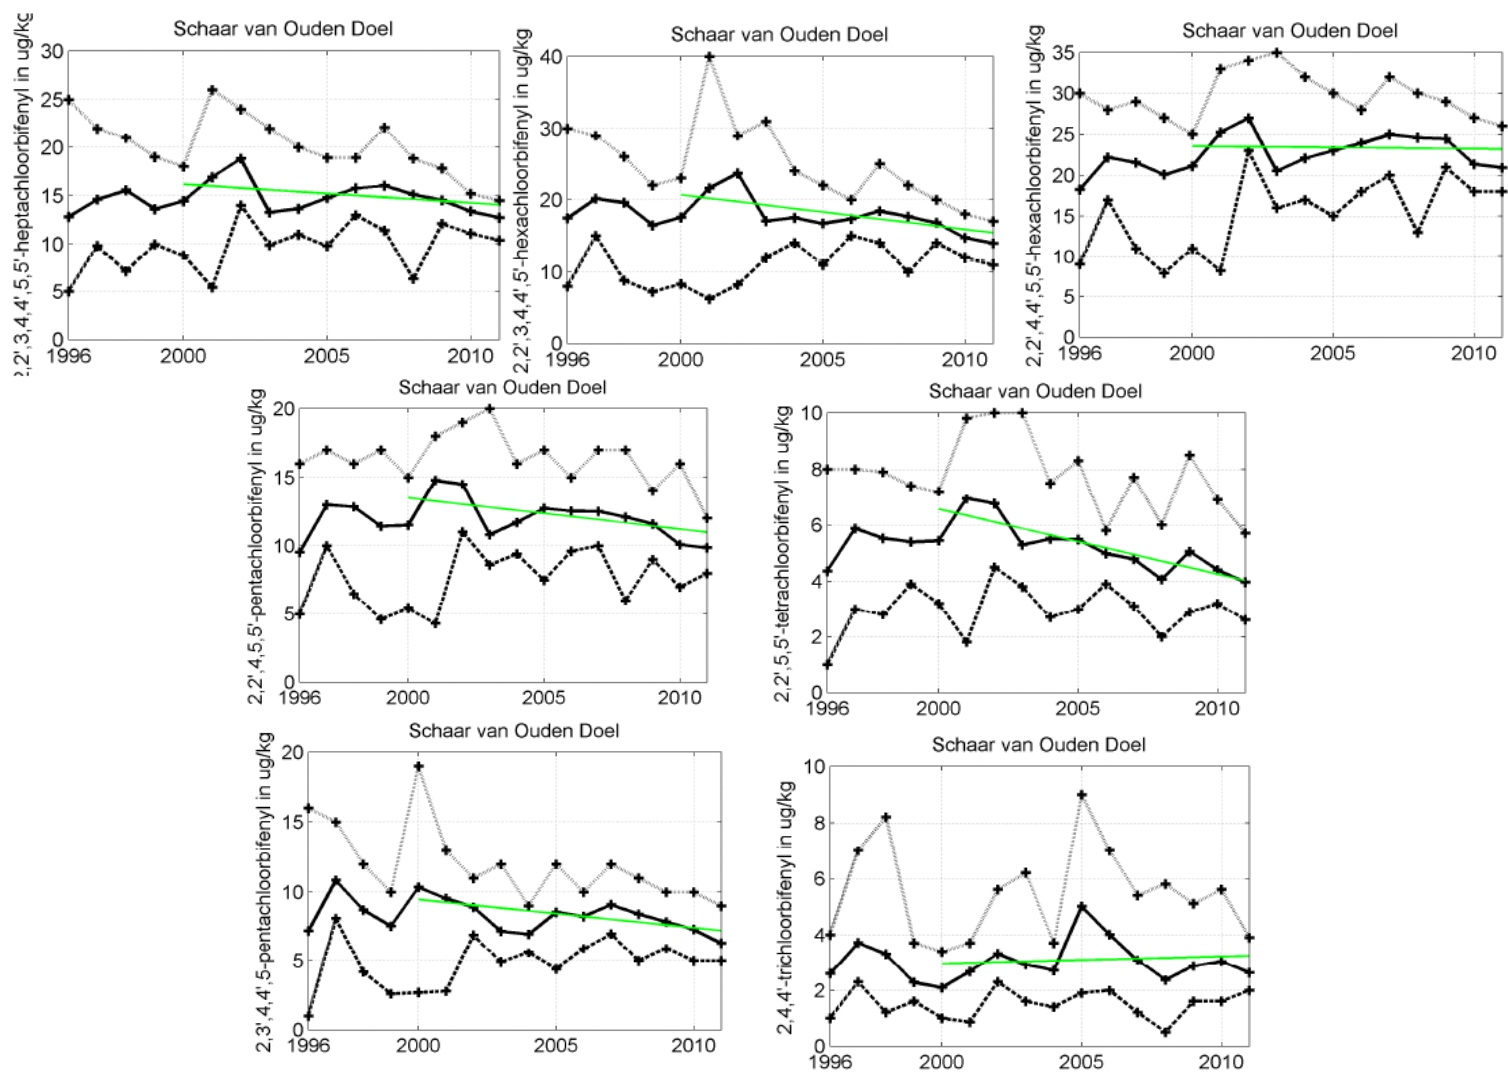 Schaar van Ouden Doel
2,2',3,4,4',5,5'-heptachloorbifenyl in ug/kg
30
25
20
15
10
5
0
1996 2000 2005 2010
Schaar van Ouden Doel
2,2',3,4,4',5'-hexachloorbifenyl in ug/kg
40
30
20
10
0
1996 2000 2005 2010
Schaar van Ouden Doel
2,2',4,4',5,5'-hexachloorbifenyl in ug/kg
35
30
25
20
15
10
5
0
1996 2000 2005 2010
Schaar van Ouden Doel
2,2',4,5,5'-pentachloorbifenyl in ug/kg
20
15
10
5
0
1996 2000 2005 2010
Schaar van Ouden Doel
2,2',5,5'-tetrachloorbifenyl in ug/kg
10
8
6
4
2
0
1996 2000 2005 2010
Schaar van Ouden Doel
2,3',4,4',5-pentachloorbifenyl in ug/kg
20
15
10
5
0
1996 2000 2005 2010
Schaar van Ouden Doel
2,4,4'-trichloorbifenyl in ug/kg
10
8
6
4
2
0
1996 2000 2005 2010